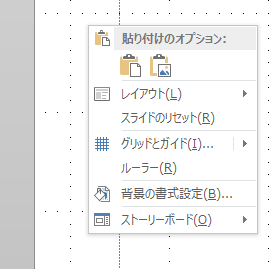 貼り付けのオプション:
レイアウト(L)
スライドのリセット(R)
グリッドとガイド(I)...
ルーラー(R)
背景の書式設定(B)...
ストーリーボード(O)